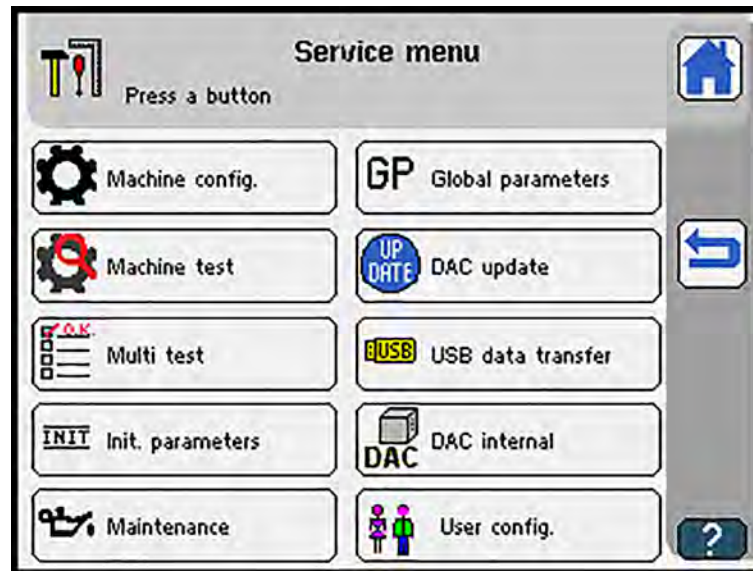 Service menu
Press a button
Machine config.
GP Global parameters
Machine test
UP DATE DAC update
O.K. Multi test
USB USB data transfer
INIT Init. parameters
DAC DAC internal
Maintenance
User config.
?